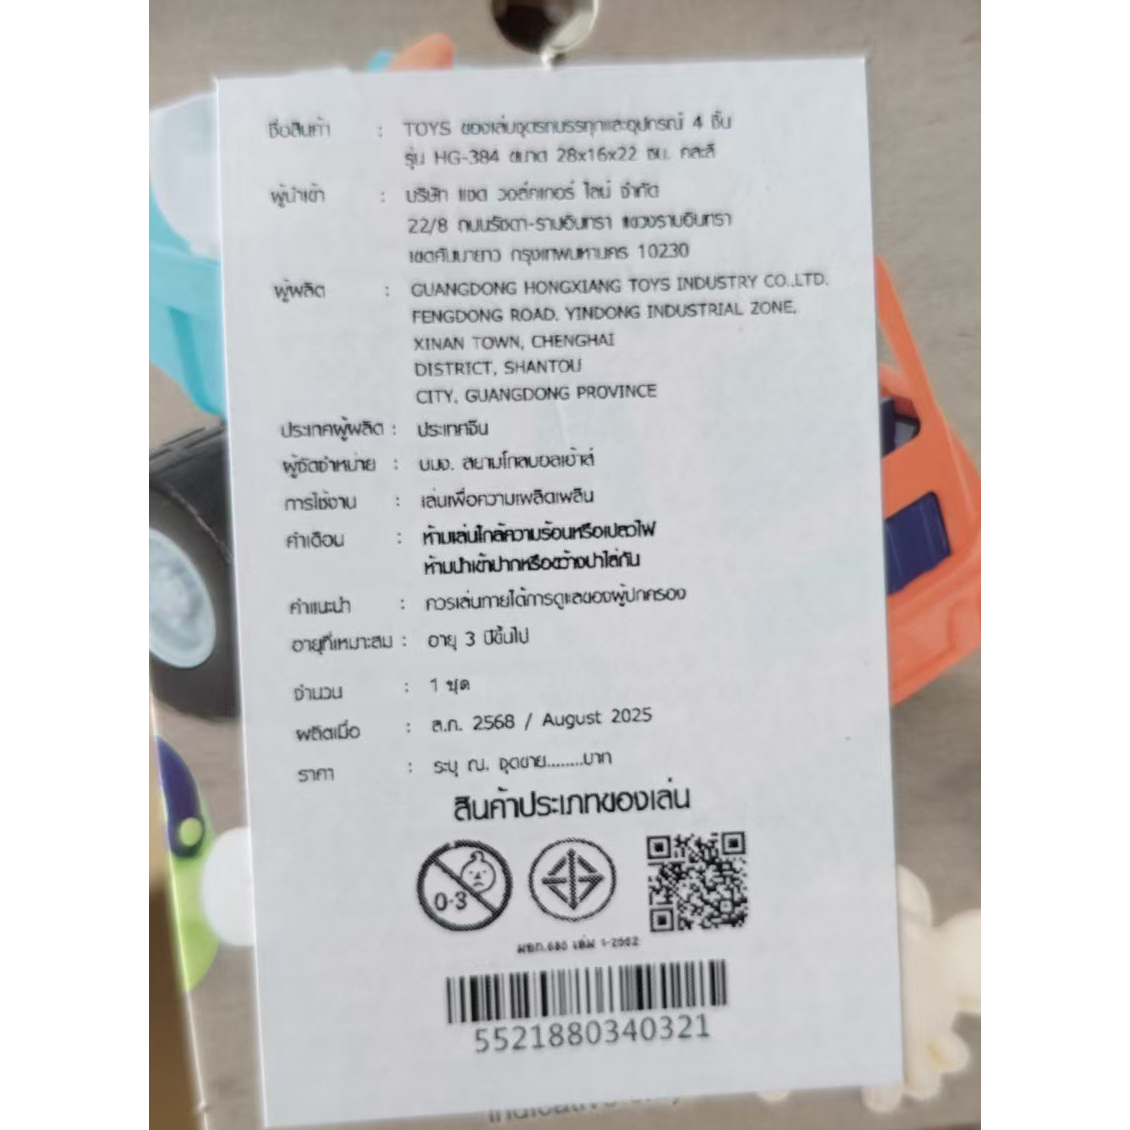 ชื่อสินค้า : TOYS ของเล่นชุดรถบรรทุกและอุปกรณ์ 4 ชิ้น
รุ่น HG-384 ขนาด 28x16x22 ซม. คละสี
ผู้นำเข้า : บริษัท แซด วอล์คเกอร์ ไลน์ จำกัด
22/8 ถนนรัชดา-รามอินทรา แขวงรามอินทรา
เขตคันนายาว กรุงเทพมหานคร 10230
ผู้ผลิต : GUANGDONG HONGXIANG TOYS INDUSTRY CO.,LTD.
FENGDONG ROAD, YINDONG INDUSTRIAL ZONE,
XINAN TOWN, CHENGHAI
DISTRICT, SHANTOU
CITY, GUANGDONG PROVINCE
ประเทศผู้ผลิต : ประเทศจีน
ผู้จัดจำหน่าย : บมจ. สยามโกลบอลเฮ้าส์
การใช้งาน : เล่นเพื่อความเพลิดเพลิน
คำเตือน : ห้ามเล่นใกล้ความร้อนหรือเปลวไฟ
ห้ามนำเข้าปากหรือขว้างปาใส่กัน
คำแนะนำ : ควรเล่นภายใต้การดูแลของผู้ปกครอง
อายุที่เหมาะสม : อายุ 3 ปีขึ้นไป
จำนวน : 1 ชุด
ผลิตเมื่อ : ส.ค. 2568 / August 2025
ราคา : ระบุ ณ. จุดขาย........บาท
สินค้าประเภทของเล่น
0-3
มอก.685 เล่ม 1-2562
5521880340321